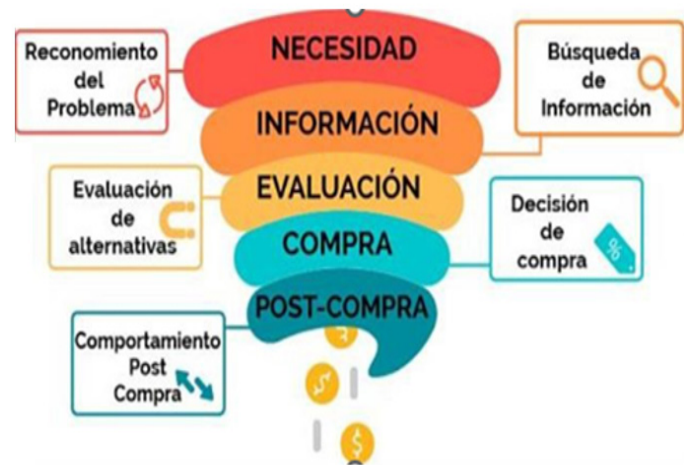 NECESIDAD
Reconomiento
del
Problema
Búsqueda
de
Información
INFORMACIÓN
EVALUACIÓN
Evaluación
de
alternativas
COMPRA
Decisión
de
compra
%
POST-COMPRA
Comportamiento
Post
Compra
$
$